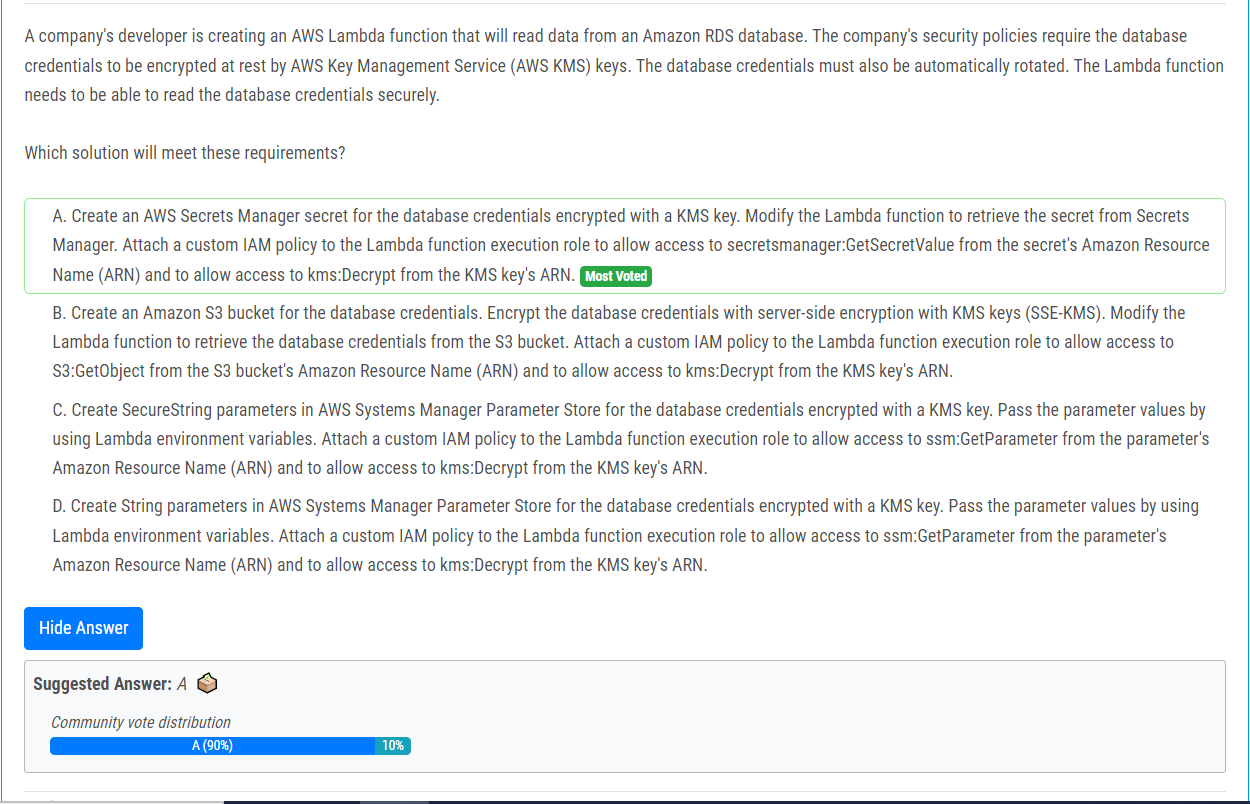 A company's developer is creating an AWS Lambda function that will read data from an Amazon RDS database. The company's security policies require the database
credentials to be encrypted at rest by AWS Key Management Service (AWS KMS) keys. The database credentials must also be automatically rotated. The Lambda function
needs to be able to read the database credentials securely.
Which solution will meet these requirements?
A. Create an AWS Secrets Manager secret for the database credentials encrypted with a KMS key. Modify the Lambda function to retrieve the secret from Secrets
Manager. Attach a custom IAM policy to the Lambda function execution role to allow access to secretsmanager:GetSecretValue from the secret's Amazon Resource
Name (ARN) and to allow access to kms:Decrypt from the KMS key's ARN. Most Voted
B. Create an Amazon S3 bucket for the database credentials. Encrypt the database credentials with server-side encryption with KMS keys (SSE-KMS). Modify the
Lambda function to retrieve the database credentials from the S3 bucket. Attach a custom IAM policy to the Lambda function execution role to allow access to
S3:GetObject from the S3 bucket's Amazon Resource Name (ARN) and to allow access to kms:Decrypt from the KMS key's ARN.
C. Create SecureString parameters in AWS Systems Manager Parameter Store for the database credentials encrypted with a KMS key. Pass the parameter values by
using Lambda environment variables. Attach a custom IAM policy to the Lambda function execution role to allow access to ssm:GetParameter from the parameter's
Amazon Resource Name (ARN) and to allow access to kms:Decrypt from the KMS key's ARN.
D. Create String parameters in AWS Systems Manager Parameter Store for the database credentials encrypted with a KMS key. Pass the parameter values by using
Lambda environment variables. Attach a custom IAM policy to the Lambda function execution role to allow access to ssm:GetParameter from the parameter's
Amazon Resource Name (ARN) and to allow access to kms:Decrypt from the KMS key's ARN.
Hide Answer
Suggested Answer: A
Community vote distribution
A (90%) 10%